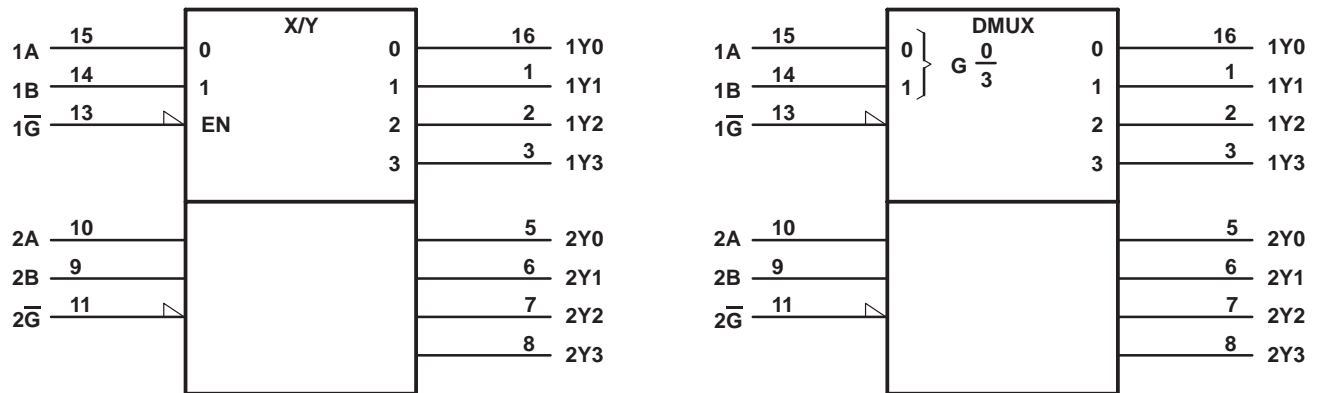 X/Y
1A 15 0 0 16 1Y0
1B 14 1 1 1 1Y1
1G̅ 13 EN 2 2 1Y2
3 3 1Y3
2A 10 5 2Y0
2B 9 6 2Y1
2G̅ 11 7 2Y2
8 2Y3
DMUX
1A 15 0 G 0/3 0 16 1Y0
1B 14 1 1 1 1Y1
1G̅ 13 2 2 1Y2
3 3 1Y3
2A 10 5 2Y0
2B 9 6 2Y1
2G̅ 11 7 2Y2
8 2Y3